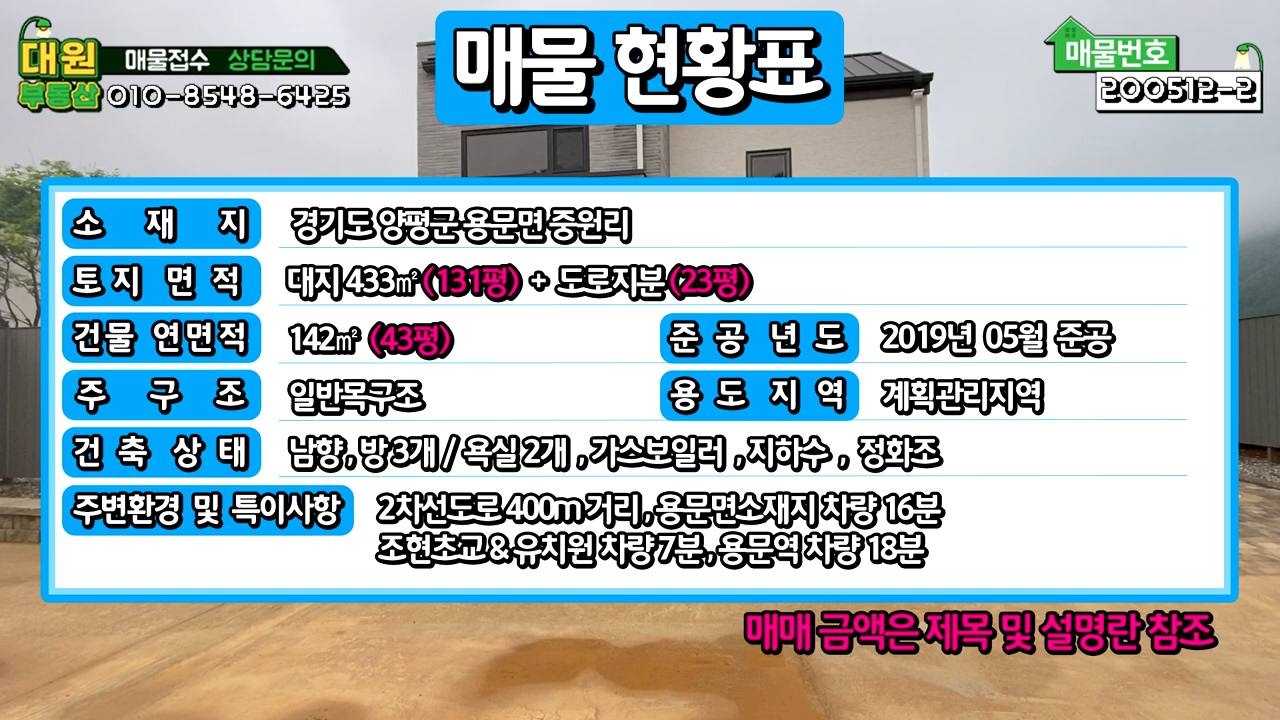 대원 매물접수 상담문의
부동산 010-8548-6425
매물 현황표
매물번호
200512-2
소 재 지 경기도 양평군 용문면 중원리
토지 면적 대지 433㎡ (131평) + 도로지분 (23평)
건물 연면적 142㎡ (43평) 준공 년도 2019년 05월 준공
주 구 조 일반목구조 용도 지역 계획관리지역
건축 상태 남향 , 방 3개 / 욕실 2개 , 가스보일러 , 지하수 , 정화조
주변환경 및 특이사항 2차선도로 400m 거리 , 용문면소재지 차량 16분
조현초교 & 유치원 차량 7분 , 용문역 차량 18분
매매 금액은 제목 및 설명란 참조